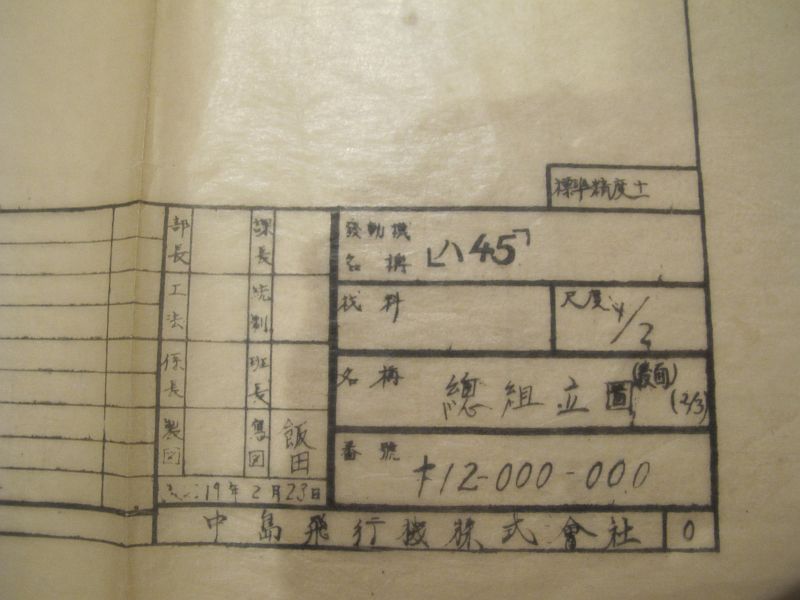 標準精度±
部長 課長
發動機名稱 「ハ45」
工法 統制
材料
尺度 1/2
係長 班長
名稱 總組立圖(2/3)
製図 寫図 飯田
番號 12-000-000
19年2月23日
中島飛行機株式會社 0